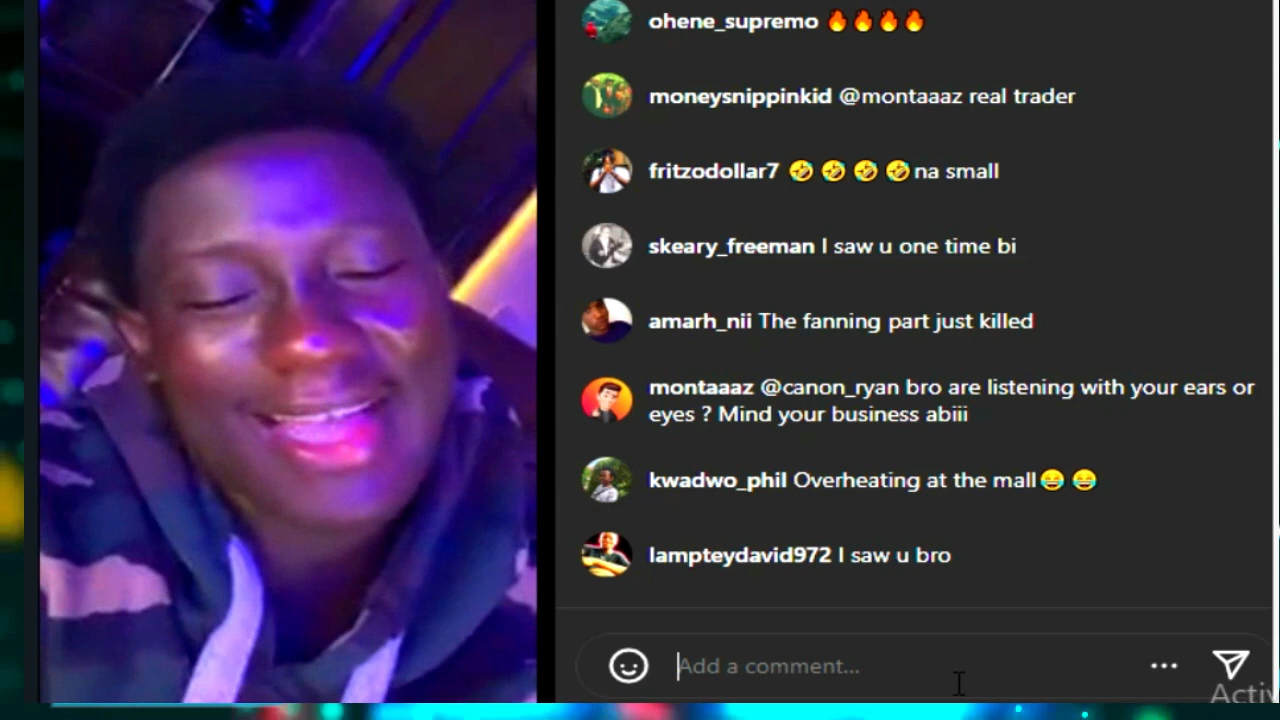 ohene_supremo 🔥🔥🔥🔥
moneysnippinkid @montaaaz real trader
fritzodollar7 🤣🤣🤣🤣na small
skeary_freeman I saw u one time bi
amarh_nii The fanning part just killed
montaaaz @canon_ryan bro are listening with your ears or
eyes ? Mind your business abiii
kwadwo_phil Overheating at the mall😂😂
lampteydavid972 I saw u bro
Add a comment...
Activ